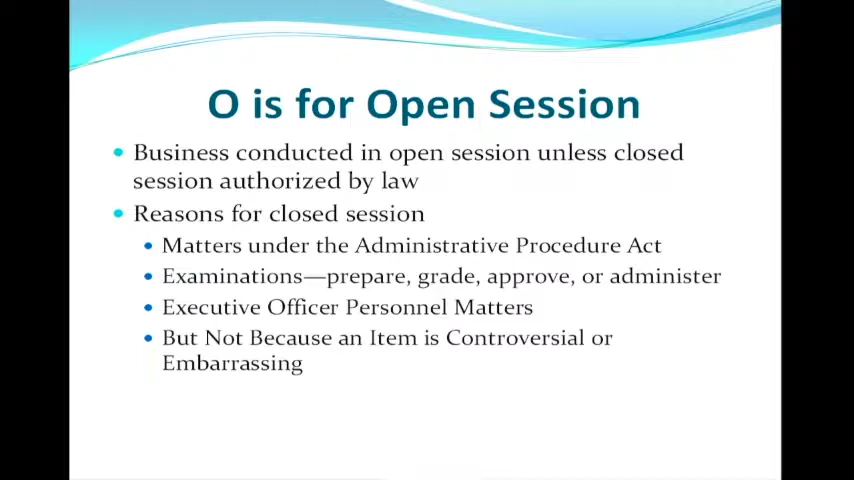 O is for Open Session
• Business conducted in open session unless closed
session authorized by law
• Reasons for closed session
• Matters under the Administrative Procedure Act
• Examinations—prepare, grade, approve, or administer
• Executive Officer Personnel Matters
• But Not Because an Item is Controversial or
Embarrassing